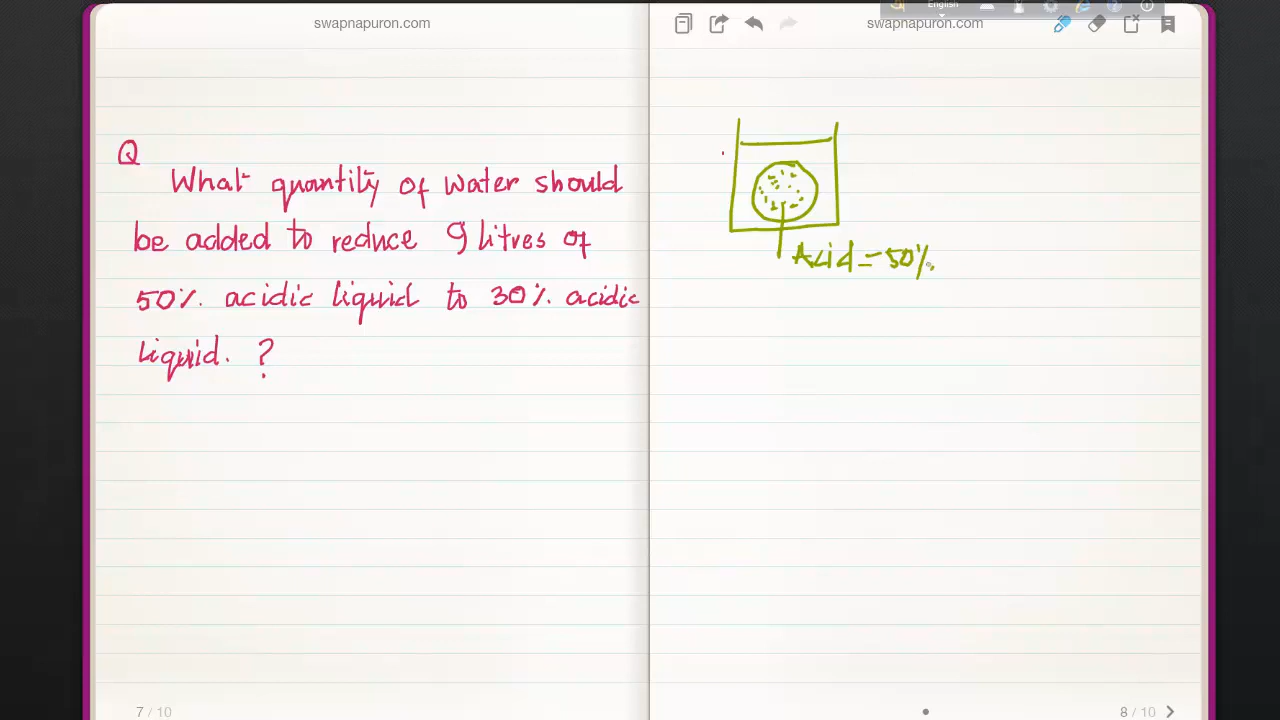 English
swapnapuron.com
swapnapuron.com
Q
What quantity of water should
be added to reduce 9 litres of
50% acidic liquid to 30% acidic
liquid. ?
Acid = 50%
7 / 10
8 / 10